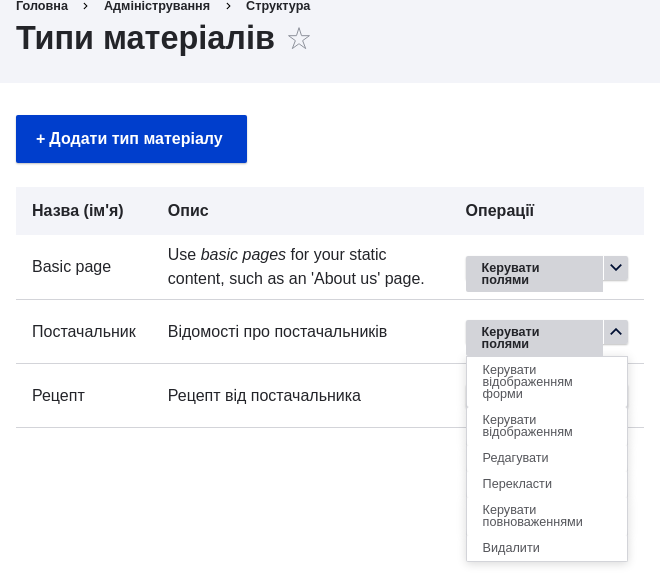 Головна › Адміністрування › Структура
Типи матеріалів
+ Додати тип матеріалу
Назва (ім'я) Опис Операції
Basic page
Use basic pages for your static
content, such as an 'About us' page.
Керувати
полями
Постачальник Відомості про постачальників
Керувати
полями
Рецепт Рецепт від постачальника
Керувати
відображенням
форми
Керувати
відображенням
Редагувати
Перекласти
Керувати
повноваженнями
Видалити